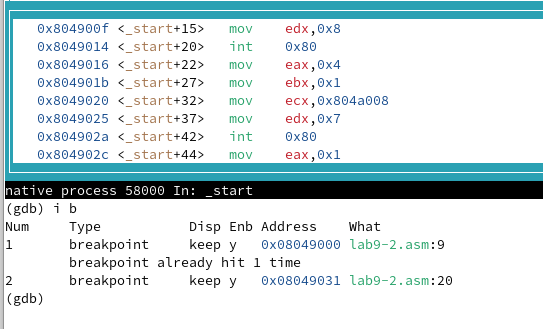 0x804900f <_start+15>   mov    edx,0x8
0x8049014 <_start+20>   int    0x80
0x8049016 <_start+22>   mov    eax,0x4
0x804901b <_start+27>   mov    ebx,0x1
0x8049020 <_start+32>   mov    ecx,0x804a008
0x8049025 <_start+37>   mov    edx,0x7
0x804902a <_start+42>   int    0x80
0x804902c <_start+44>   mov    eax,0x1
native process 58000 In: _start
(gdb) i b
Num     Type           Disp Enb Address    What
1       breakpoint     keep y   0x08049000 lab9-2.asm:9
        breakpoint already hit 1 time
2       breakpoint     keep y   0x08049031 lab9-2.asm:20
(gdb)